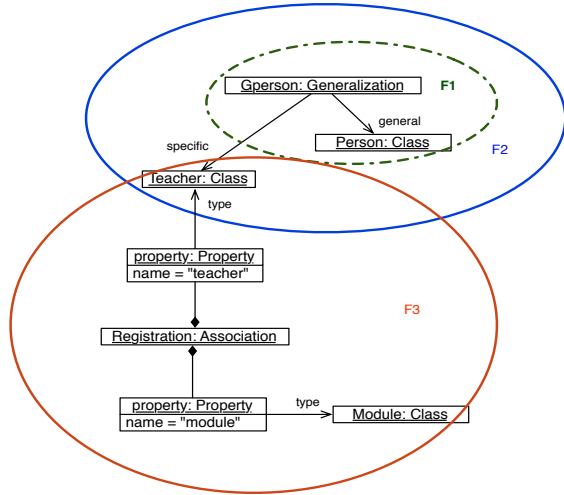 Gperson: Generalization
F1
general
specific
Person: Class
F2
Teacher: Class
type
property: Property
name = "teacher"
F3
Registration: Association
property: Property
type
name = "module"
Module: Class